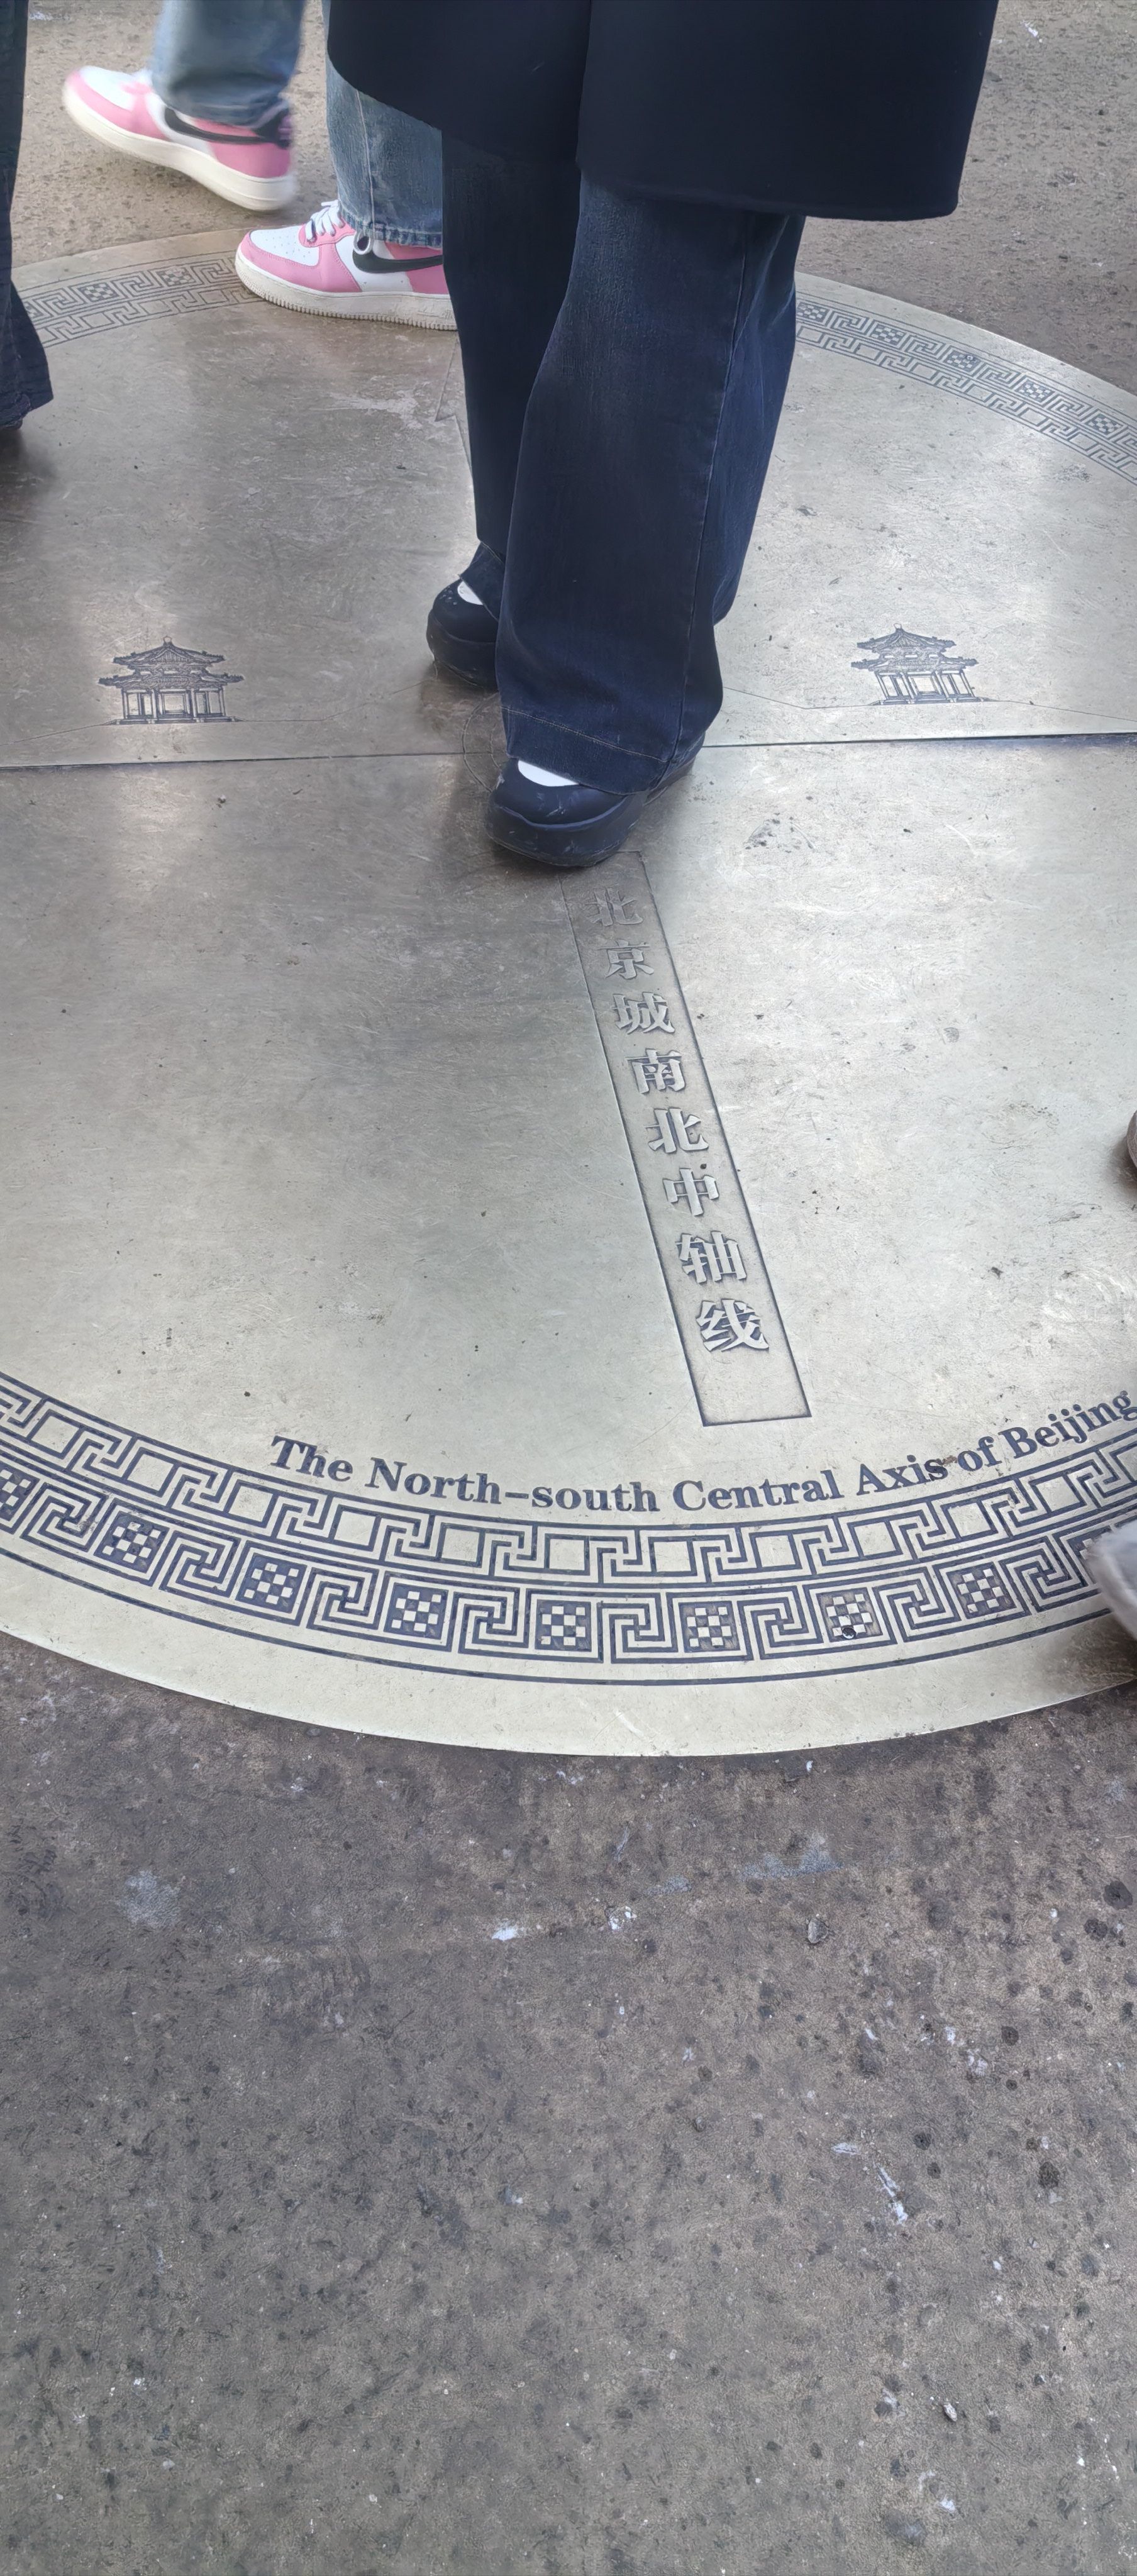 北京城南北中轴线
The North-south Central Axis of Beijing